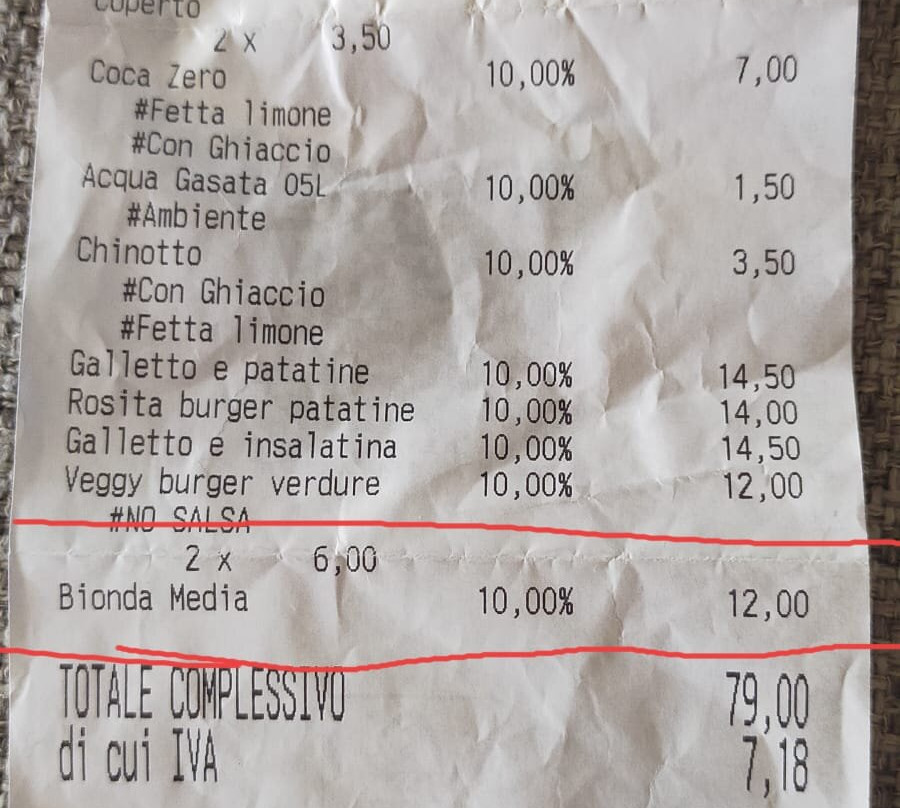 Coperto
2 x 3,50
Coca Zero 10,00% 7,00
#Fetta limone
#Con Ghiaccio
Acqua Gasata 05L 10,00% 1,50
#Ambiente
Chinotto 10,00% 3,50
#Con Ghiaccio
#Fetta limone
Galletto e patatine 10,00% 14,50
Rosita burger patatine 10,00% 14,00
Galletto e insalatina 10,00% 14,50
Veggy burger verdure 10,00% 12,00
#NO SALSA
2 x 6,00
Bionda Media 10,00% 12,00
TOTALE COMPLESSIVO 79,00
di cui IVA 7,18